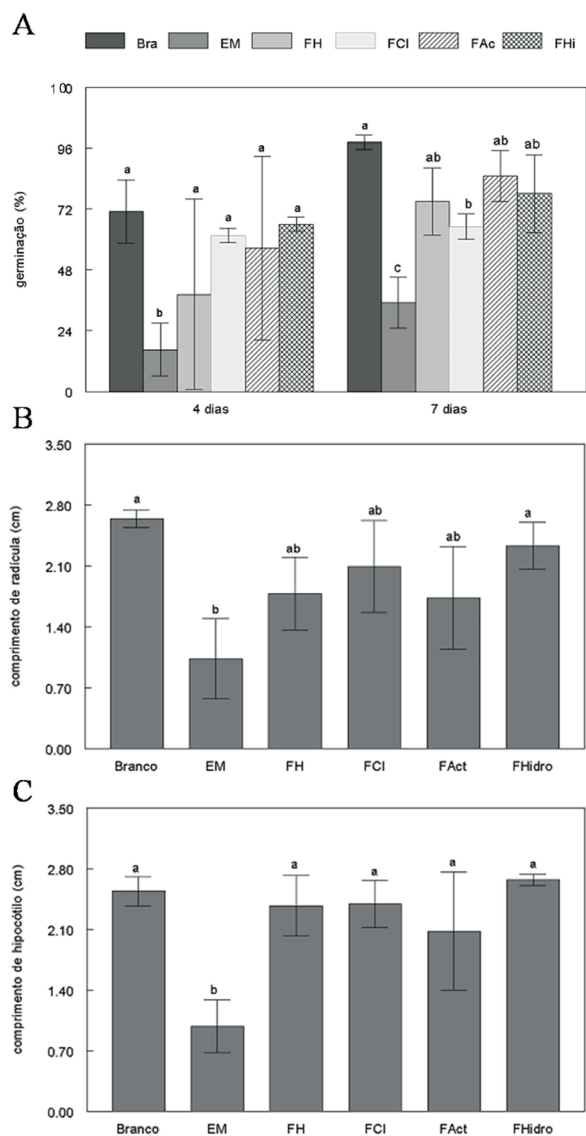 A
Bra EM FH FCl FAc FHi
germinação (%)
1 00
96
72
48
24
0
a
b
a
a
a
a
a
c
ab
b
ab
ab
4 dias
7 dias
B
comprimento de radícula (cm)
3.50
2.80
2.10
1.40
0.70
0.00
a
b
ab
ab
ab
a
Branco EM FH FCl FAct FHidro
C
comprimento de hipocótilo (cm)
3.50
2.80
2.10
1.40
0.70
0.00
a
b
a
a
a
a
Branco EM FH FCl FAct FHidro